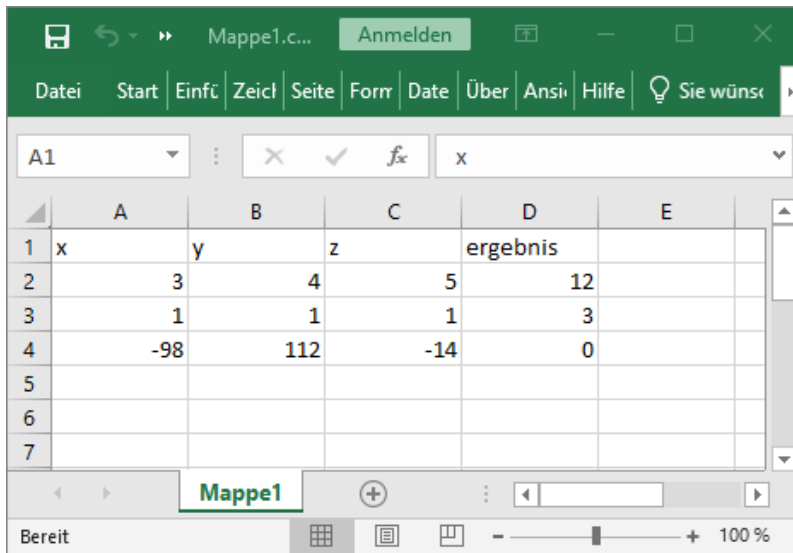 Mappe1.c... Anmelden
Datei Start Einfü Zeicl Seite Forn Date Über Ansi Hilfe Sie wünsc
A1 fx x
A B C D E
1 x y z ergebnis
2 3 4 5 12
3 1 1 1 3
4 -98 112 -14 0
5
6
7
Mappe1
Bereit 100 %